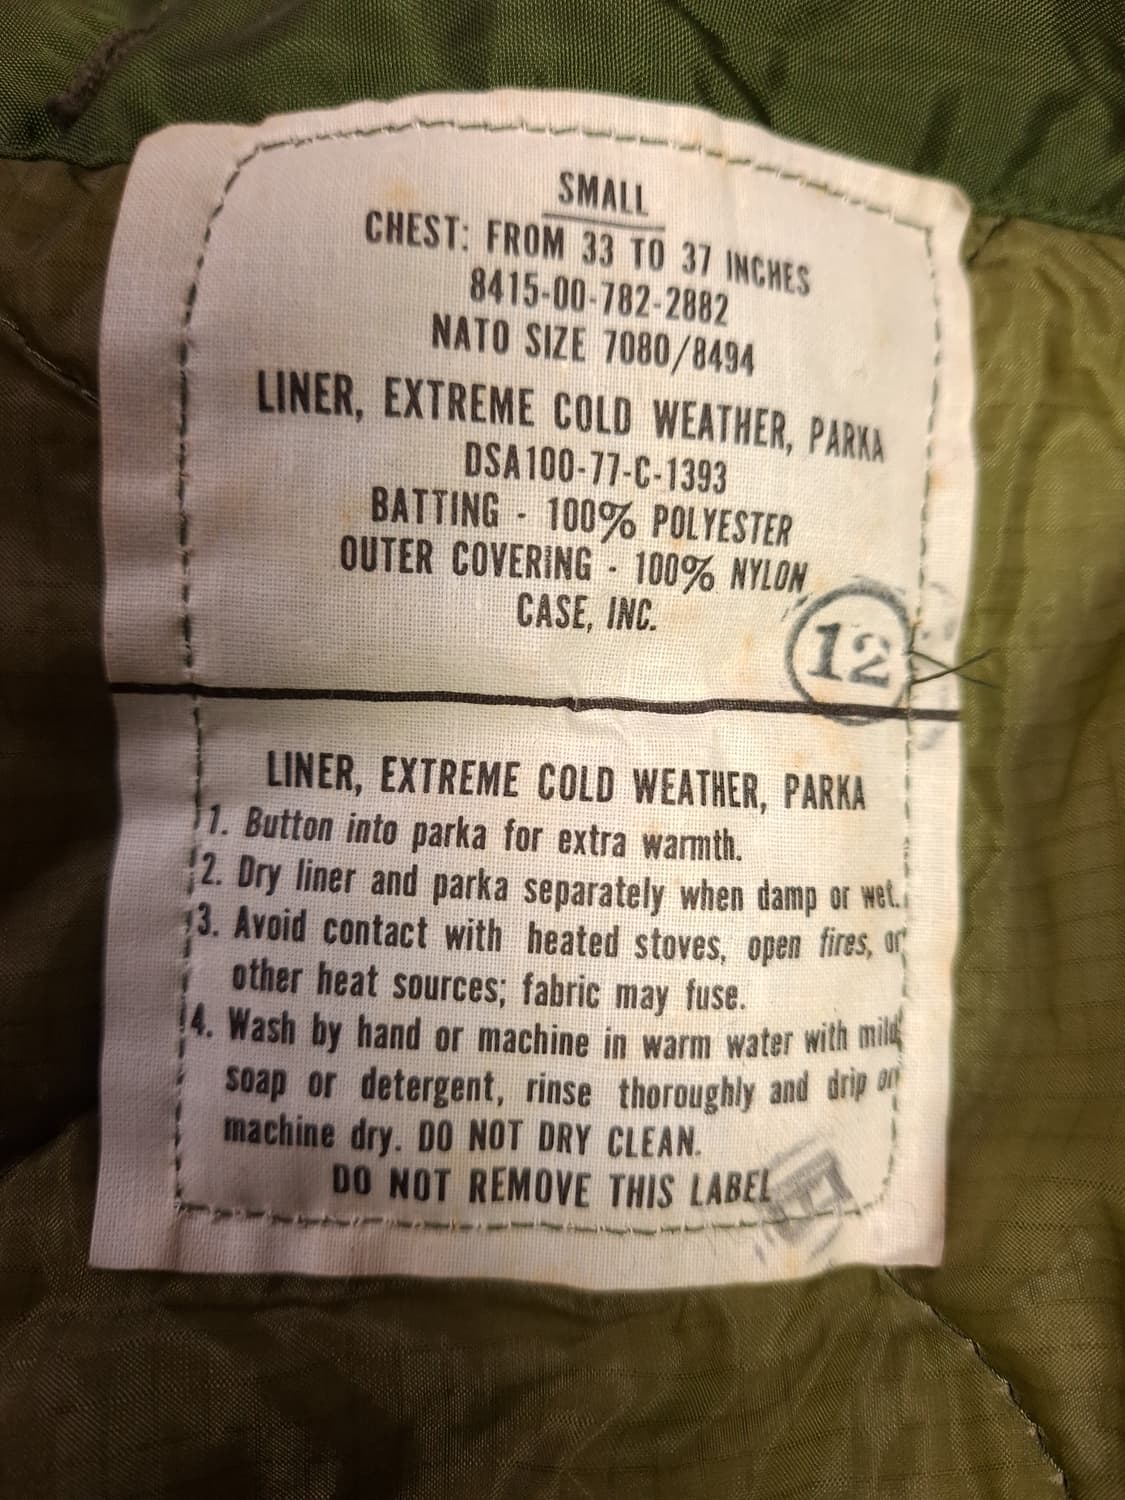 SMALL
CHEST: FROM 33 TO 37 INCHES
8415-00-782-2882
NATO SIZE 7080/8494
LINER, EXTREME COLD WEATHER, PARKA
DSA100-77-C-1393
BATTING - 100% POLYESTER
OUTER COVERING - 100% NYLON
CASE, INC.
12
LINER, EXTREME COLD WEATHER, PARKA
1. Button into parka for extra warmth.
2. Dry liner and parka separately when damp or wet.
3. Avoid contact with heated stoves, open fires, or
other heat sources; fabric may fuse.
4. Wash by hand or machine in warm water with mild
soap or detergent, rinse thoroughly and drip or
machine dry. DO NOT DRY CLEAN.
DO NOT REMOVE THIS LABEL